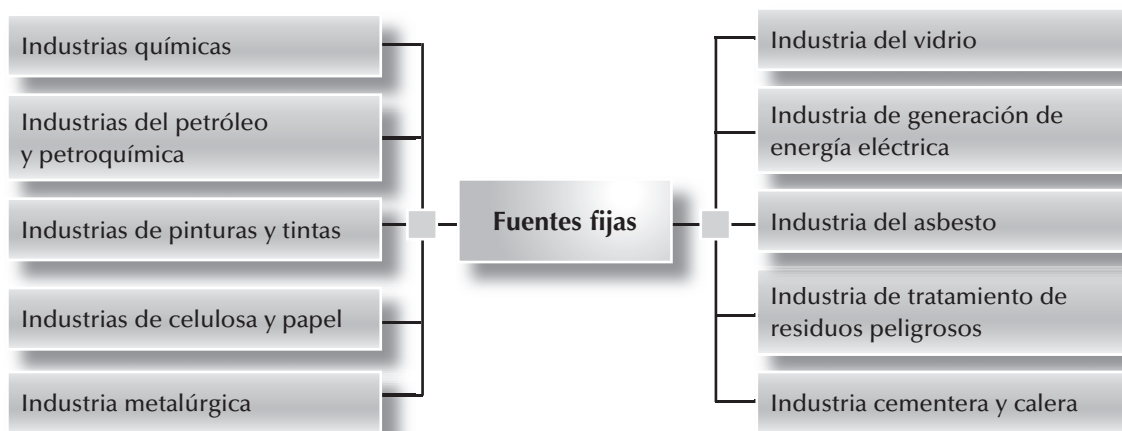 Industrias químicas
Industrias del petróleo
y petroquímica
Industrias de pinturas y tintas
Industrias de celulosa y papel
Industria metalúrgica
Fuentes fijas
Industria del vidrio
Industria de generación de
energía eléctrica
Industria del asbesto
Industria de tratamiento de
residuos peligrosos
Industria cementera y calera